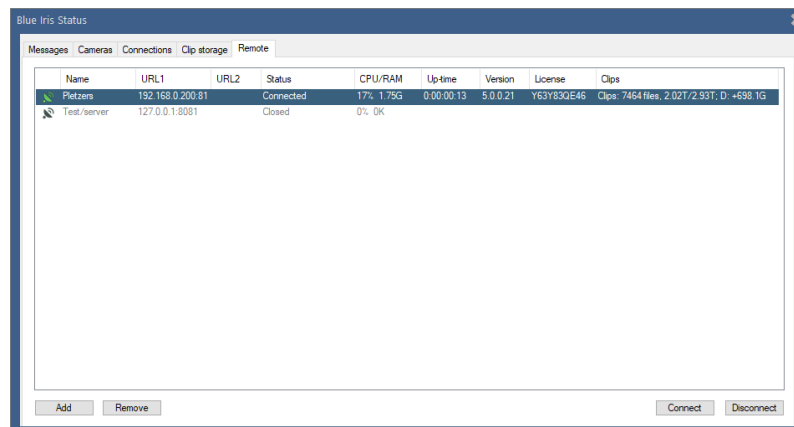 Blue Iris Status
Messages Cameras Connections Clip storage Remote
Name URL1 URL2 Status CPU/RAM Up-time Version License Clips
Pletzers 192.168.0.200:81 Connected 17% 1.75G 0:00:00:13 5.0.0.21 Y63Y83QE46 Clips: 7464 files, 2.02T/2.93T; D: +698.1G
Test/server 127.0.0.1:8081 Closed 0% 0K
Add Remove Connect Disconnect